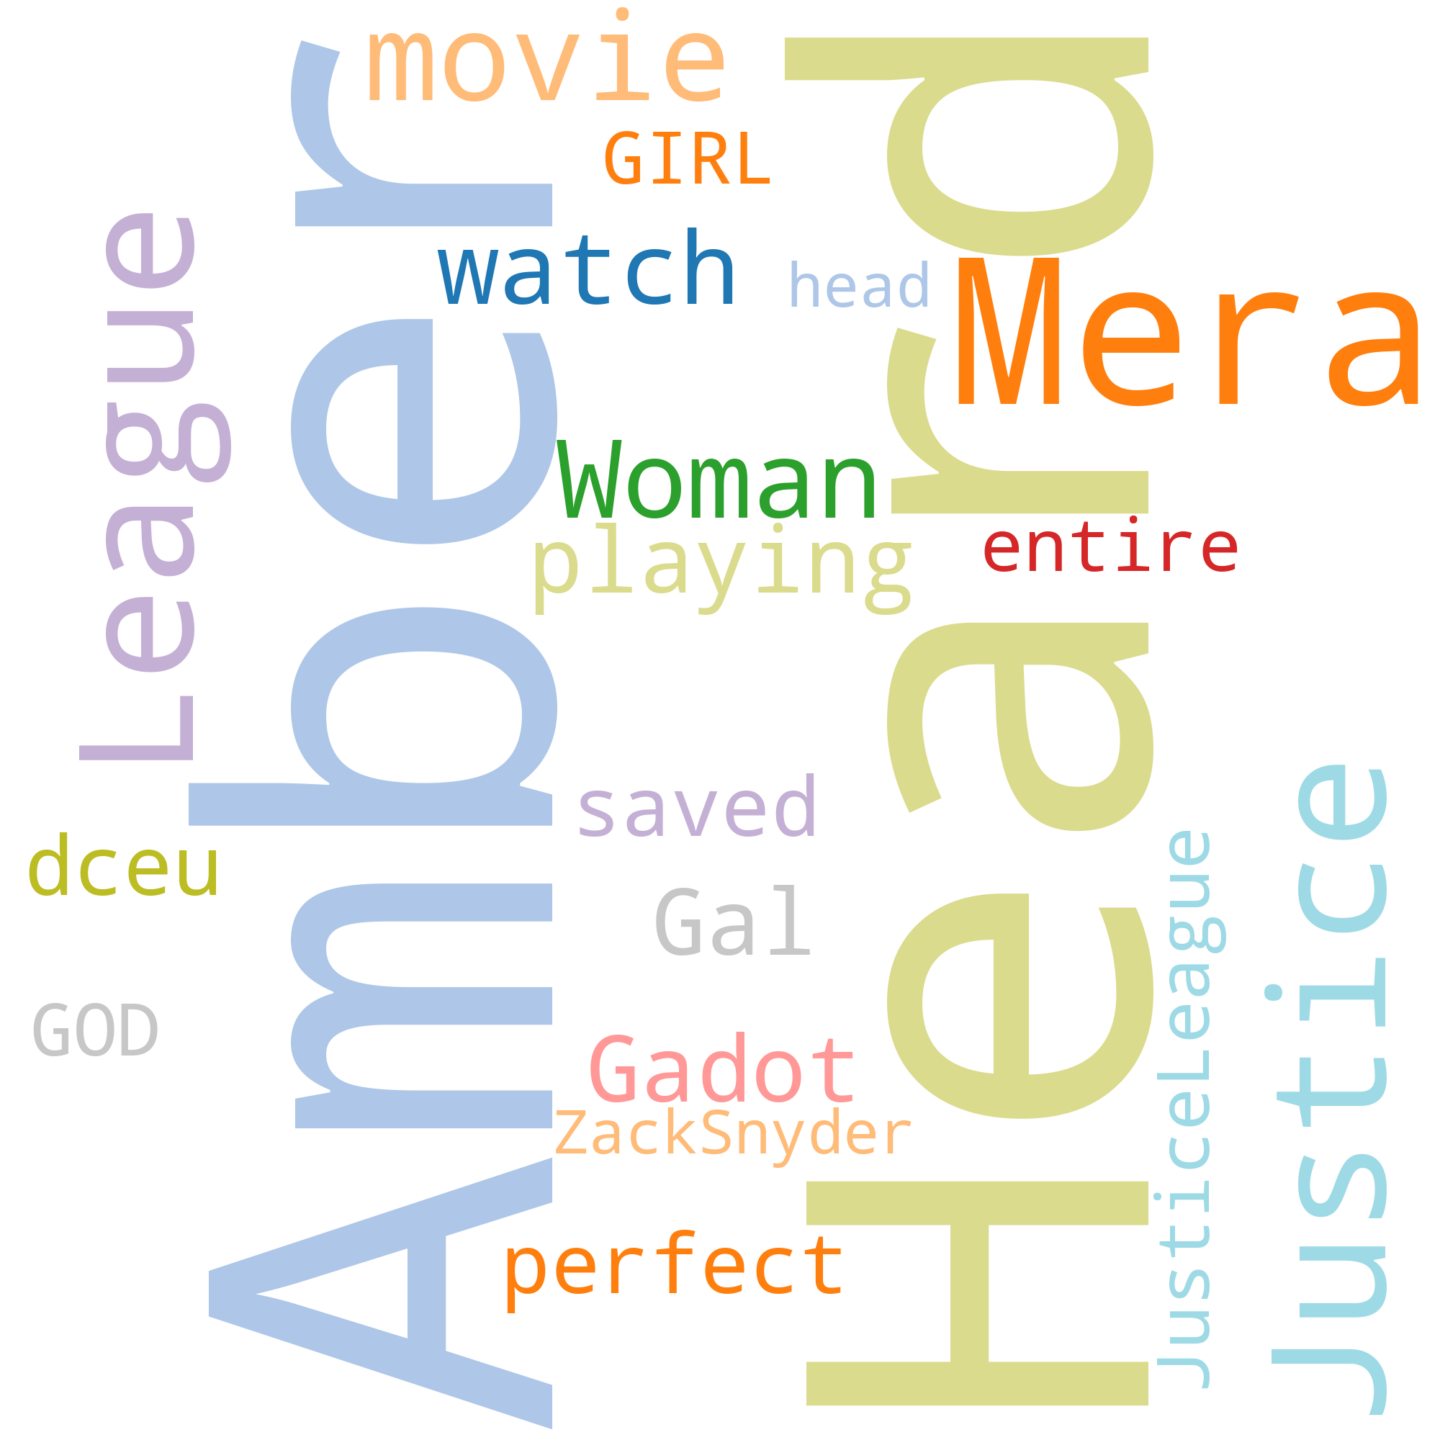 movie
GIRL
watch
head
Mera
League
Amber
Heard
Woman
playing
entire
saved
dceu
Gal
GOD
Gadot
ZackSnyder
perfect
JusticeLeague
Justice